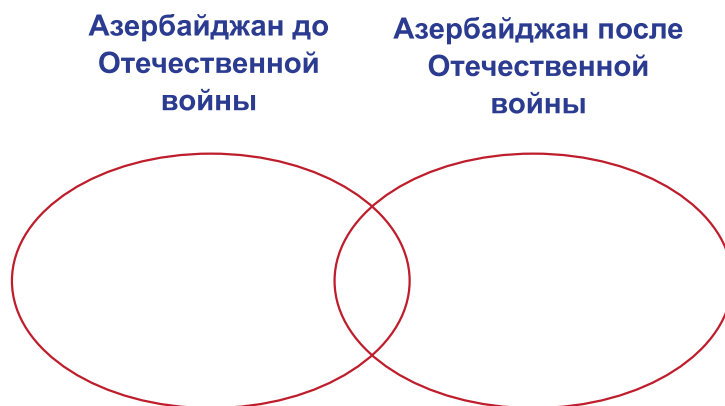 Азербайджан до
Отечественной
войны
Азербайджан после
Отечественной
войны